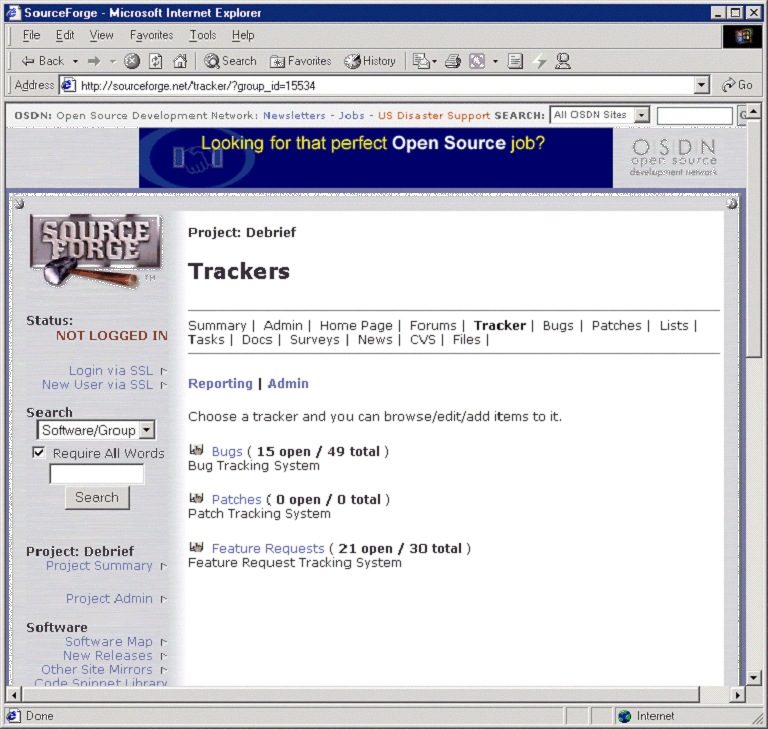 SourceForge - Microsoft Internet Explorer
File Edit View Favorites Tools Help
Back Search Favorites History
Address http://sourceforge.net/tracker/?group_id=15534 Go
OSDN: Open Source Development Network: Newsletters - Jobs - US Disaster Support SEARCH: All OSDN Sites
Looking for that perfect Open Source job?
OSDN
open source
development network
SOURCE
FORGE
TM
Status:
NOT LOGGED IN
Login via SSL
New User via SSL
Search
Software/Group
Require All Words
Search
Project: Debrief
Project Summary
Project Admin
Software
Software Map
New Releases
Other Site Mirrors
Code Snippet Library
Project: Debrief
Trackers
Summary | Admin | Home Page | Forums | Tracker | Bugs | Patches | Lists |
Tasks | Docs | Surveys | News | CVS | Files |
Reporting | Admin
Choose a tracker and you can browse/edit/add items to it.
Bugs ( 15 open / 49 total )
Bug Tracking System
Patches ( 0 open / 0 total )
Patch Tracking System
Feature Requests ( 21 open / 30 total )
Feature Request Tracking System
Done Internet